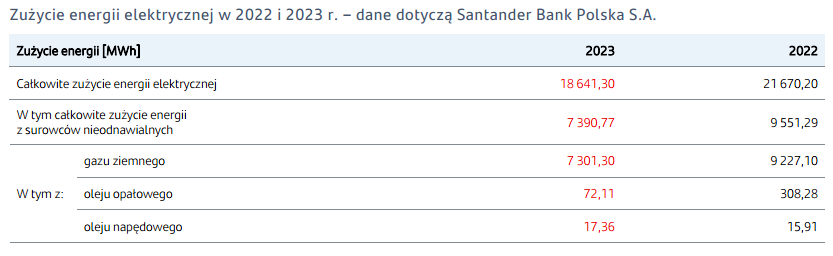 Zużycie energii elektrycznej w 2022 i 2023 r. – dane dotyczą Santander Bank Polska S.A.
Zużycie energii [MWh] 2023 2022
Całkowite zużycie energii elektrycznej 18 641,30 21 670,20
W tym całkowite zużycie energii
z surowców nieodnawialnych 7 390,77 9 551,29
gazu ziemnego 7 301,30 9 227,10
W tym z: oleju opałowego 72,11 308,28
oleju napędowego 17,36 15,91